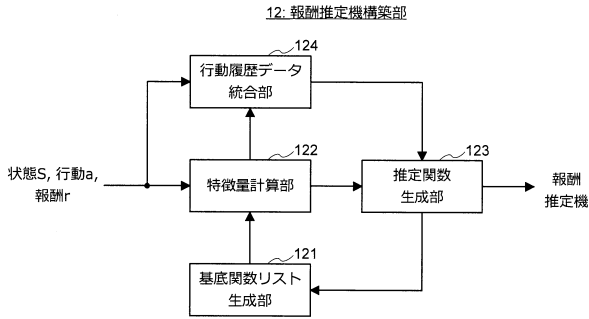 12: 報酬推定機構築部
124
行動履歴データ
統合部
122
123
状態S, 行動a,
報酬r
特徴量計算部
推定関数
生成部
報酬
推定機
121
基底関数リスト
生成部